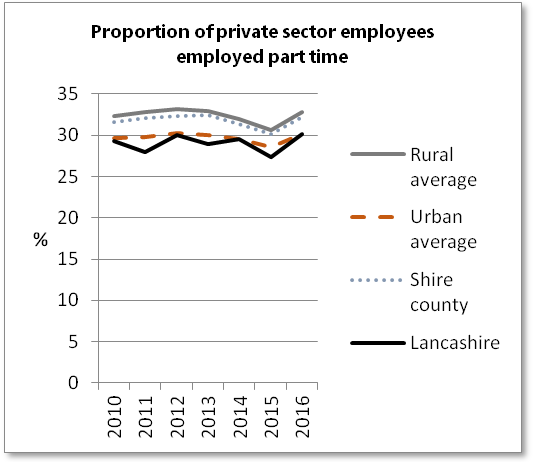 Proportion of private sector employees
employed part time
35
30
25
20
15
10
5
0
%
2010
2011
2012
2013
2014
2015
2016
Rural
average
Urban
average
Shire
county
Lancashire